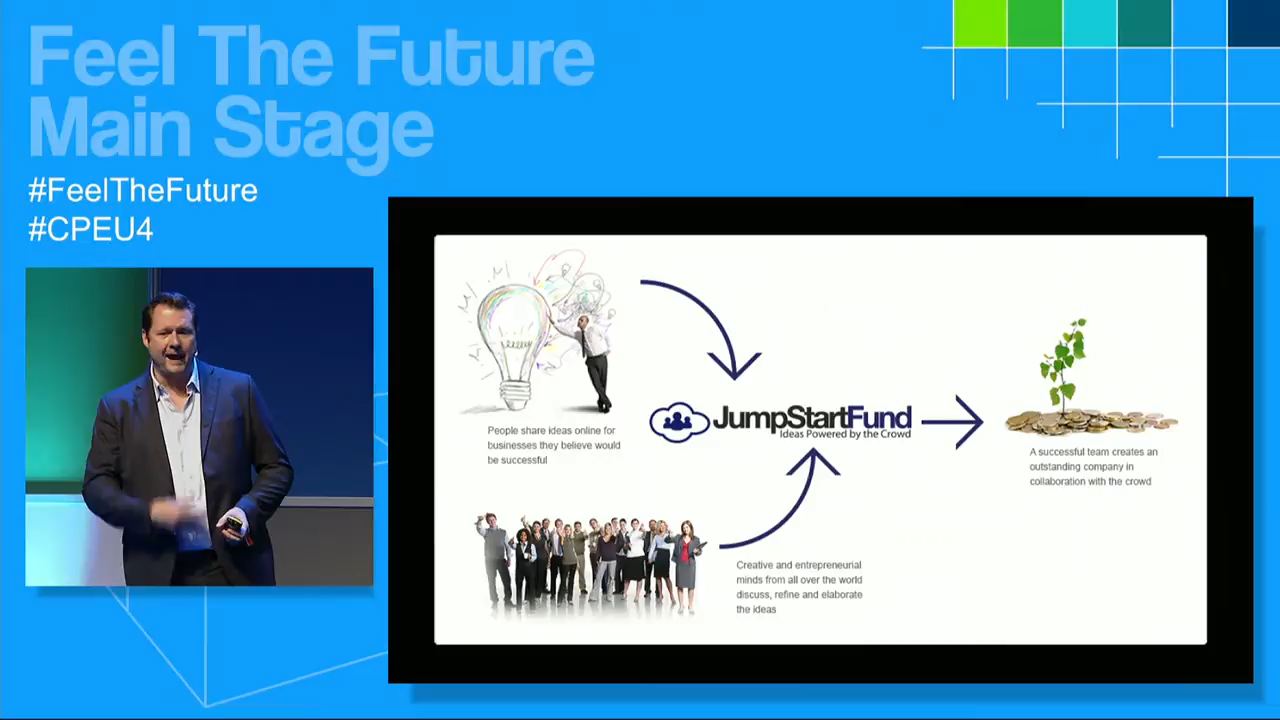 Feel The Future
Main Stage
#FeelTheFuture
#CPEU4
People share ideas online for
businesses they believe would
be successful
JumpStartFund
Ideas Powered by the Crowd
A successful team creates an
outstanding company in
collaboration with the crowd
Creative and entrepreneurial
minds from all over the world
discuss, refine and elaborate
the ideas